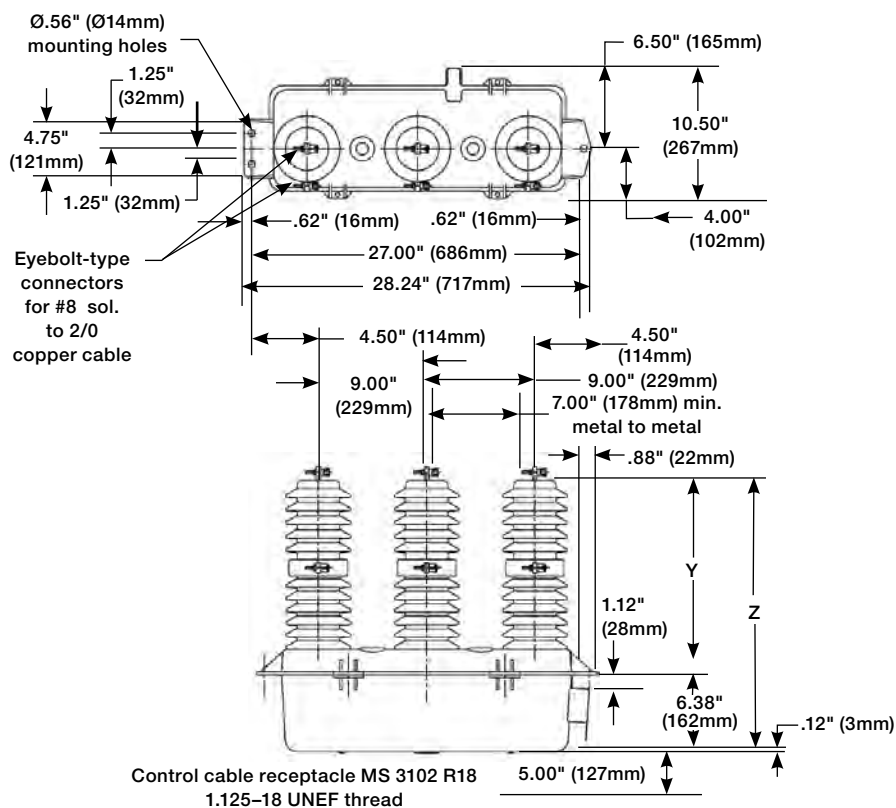 Ø.56" (Ø14mm)
mounting holes
6.50" (165mm)
1.25"
(32mm)
4.75"
(121mm)
10.50"
(267mm)
1.25" (32mm)
.62" (16mm)
.62" (16mm)
4.00"
(102mm)
27.00" (686mm)
28.24" (717mm)
Eyebolt-type
connectors
for #8 sol.
to 2/0
copper cable
4.50" (114mm)
4.50"
(114mm)
9.00"
(229mm)
9.00" (229mm)
7.00" (178mm) min.
metal to metal
.88" (22mm)
Y
Z
1.12"
(28mm)
6.38"
(162mm)
.12" (3mm)
5.00" (127mm)
Control cable receptacle MS 3102 R18
1.125–18 UNEF thread